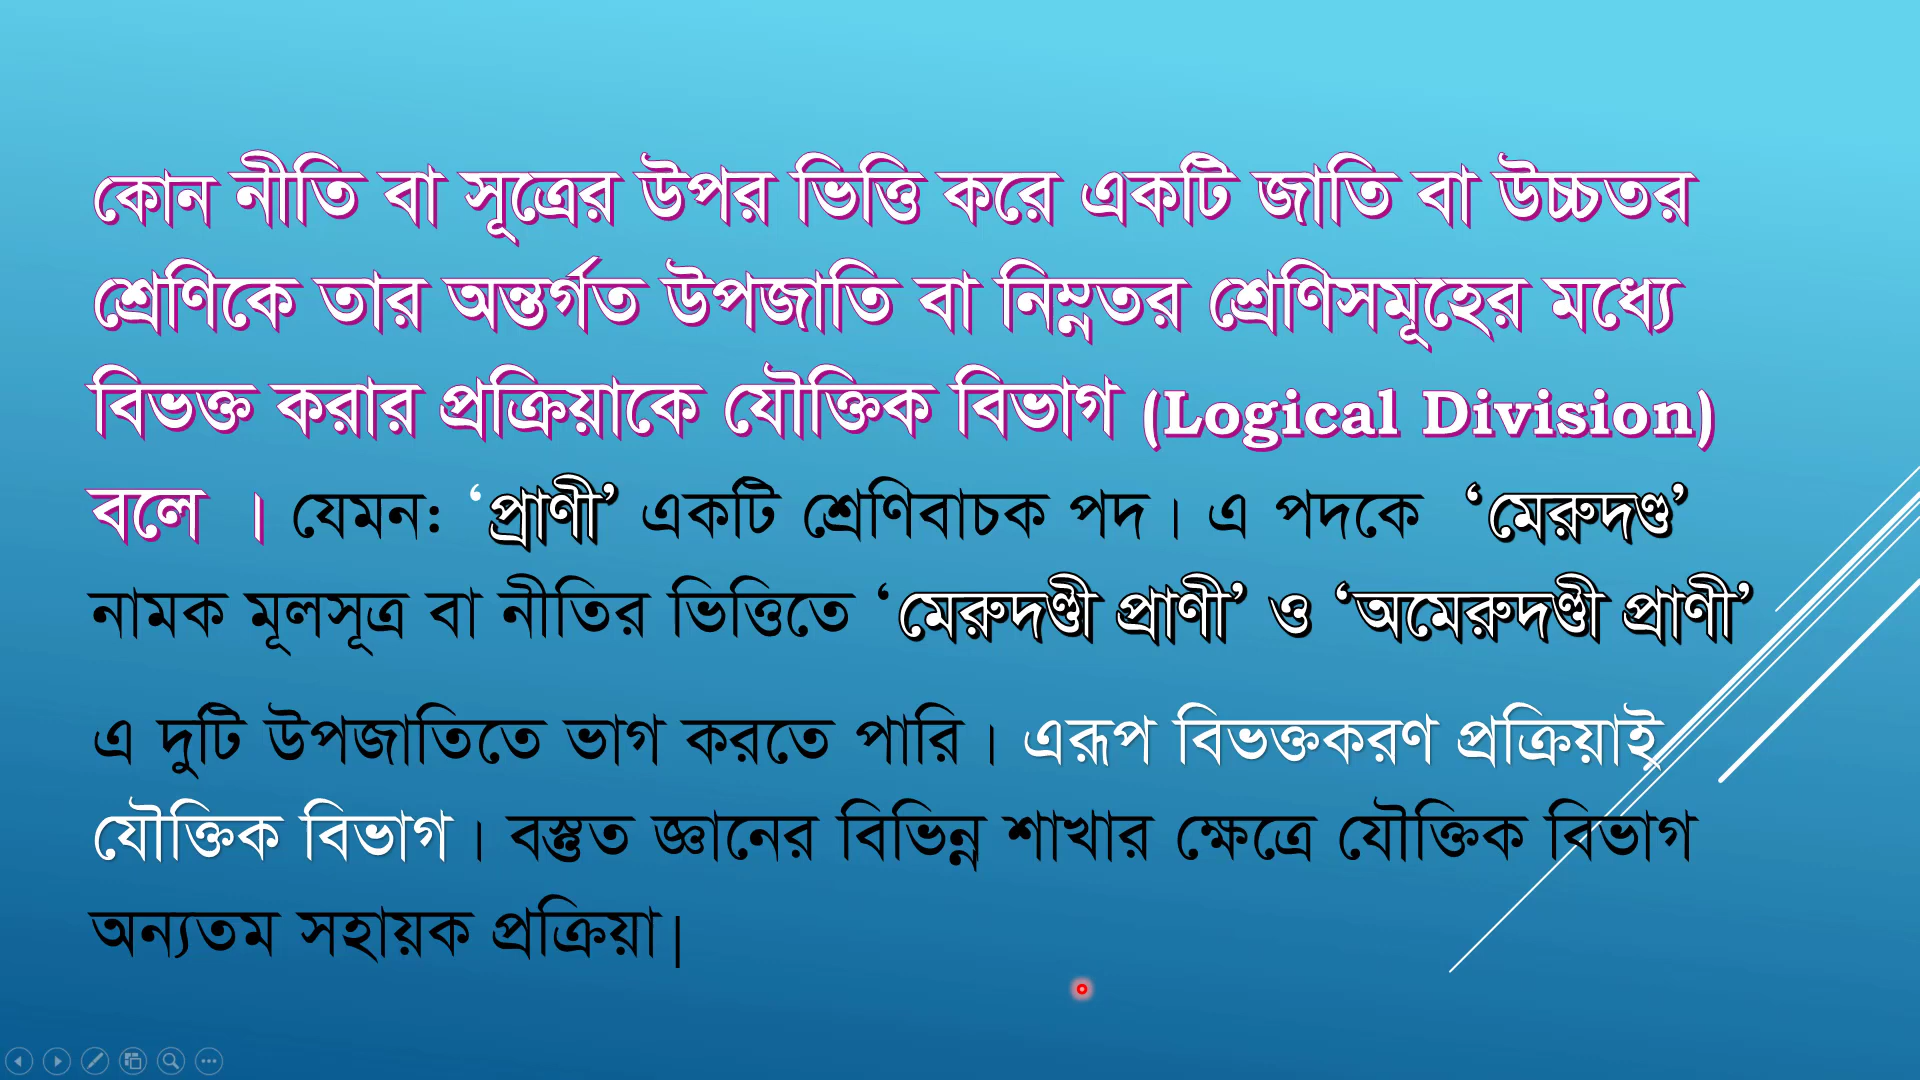 কোন নীতি বা সূত্রের উপর ভিত্তি করে একটি জাতি বা উচ্চতর
শ্রেণিকে তার অন্তর্গত উপজাতি বা নিম্নতর শ্রেণিসমূহের মধ্যে
বিভক্ত করার প্রক্রিয়াকে যৌক্তিক বিভাগ (Logical Division)
বলে । যেমন: ‘প্রাণী’ একটি শ্রেণিবাচক পদ। এ পদকে ‘মেরুদণ্ড’
নামক মূলসূত্র বা নীতির ভিত্তিতে ‘মেরুদণ্ডী প্রাণী’ ও ‘অমেরুদণ্ডী প্রাণী’
এ দুটি উপজাতিতে ভাগ করতে পারি। এরূপ বিভক্তকরণ প্রক্রিয়াই
যৌক্তিক বিভাগ। বস্তুত জ্ঞানের বিভিন্ন শাখার ক্ষেত্রে যৌক্তিক বিভাগ
অন্যতম সহায়ক প্রক্রিয়া|